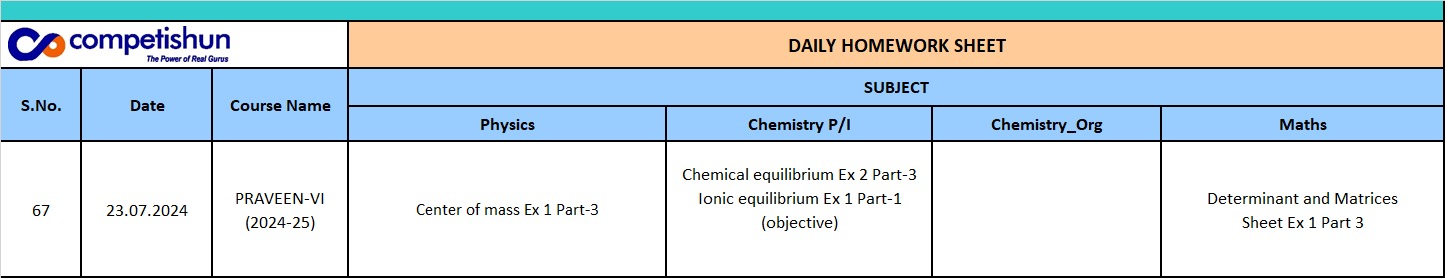 competishun
The Power of Real Gurus
DAILY HOMEWORK SHEET
S.No.
Date
Course Name
SUBJECT
Physics
Chemistry P/I
Chemistry_Org
Maths
67
23.07.2024
PRAVEEN-VI
(2024-25)
Center of mass Ex 1 Part-3
Chemical equilibrium Ex 2 Part-3
Ionic equilibrium Ex 1 Part-1
(objective)
Determinant and Matrices
Sheet Ex 1 Part 3